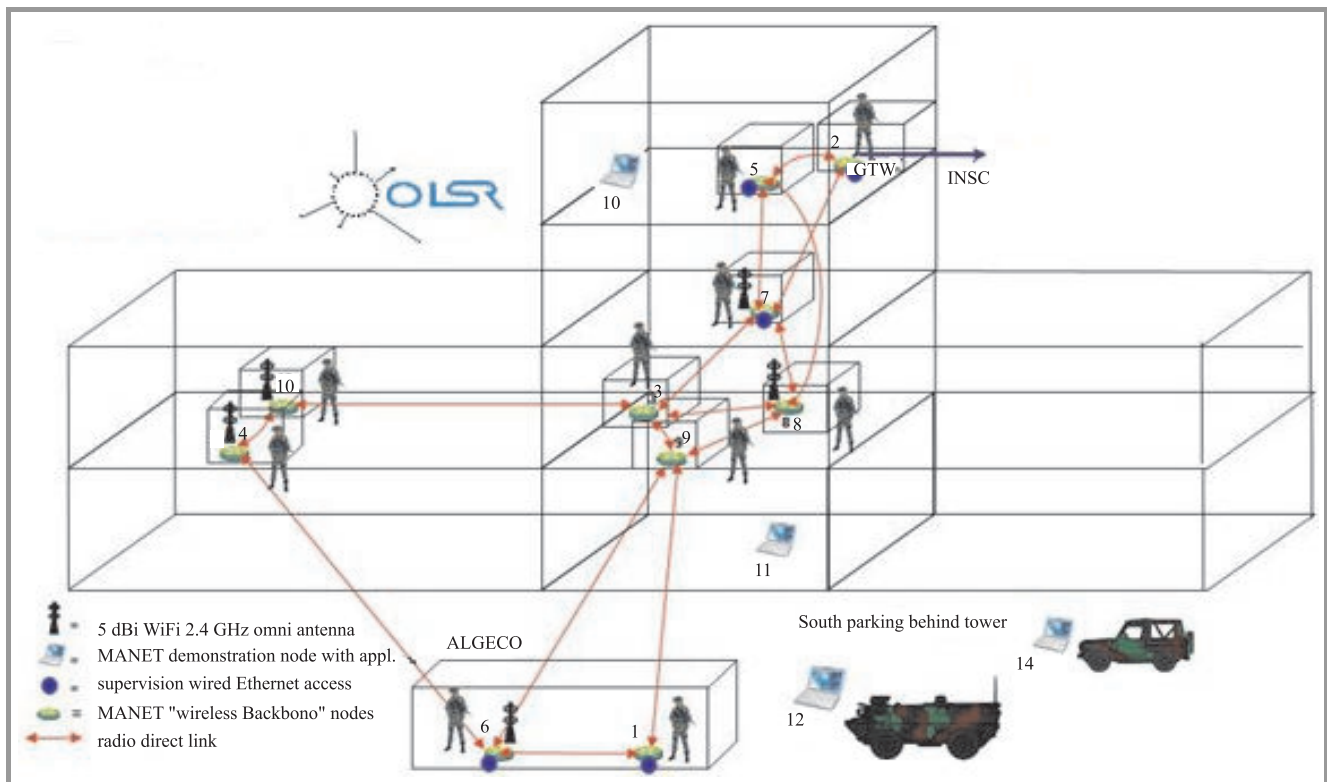 OLSR
2
5
GTW
INSC
10
7
10
3
4
8
9
11
5 dBi WiFi 2.4 GHz omni antenna
MANET demonstration node with appl.
supervision wired Ethernet access
MANET "wireless Backbono" nodes
radio direct link
ALGECO
6
1
South parking behind tower
14
12